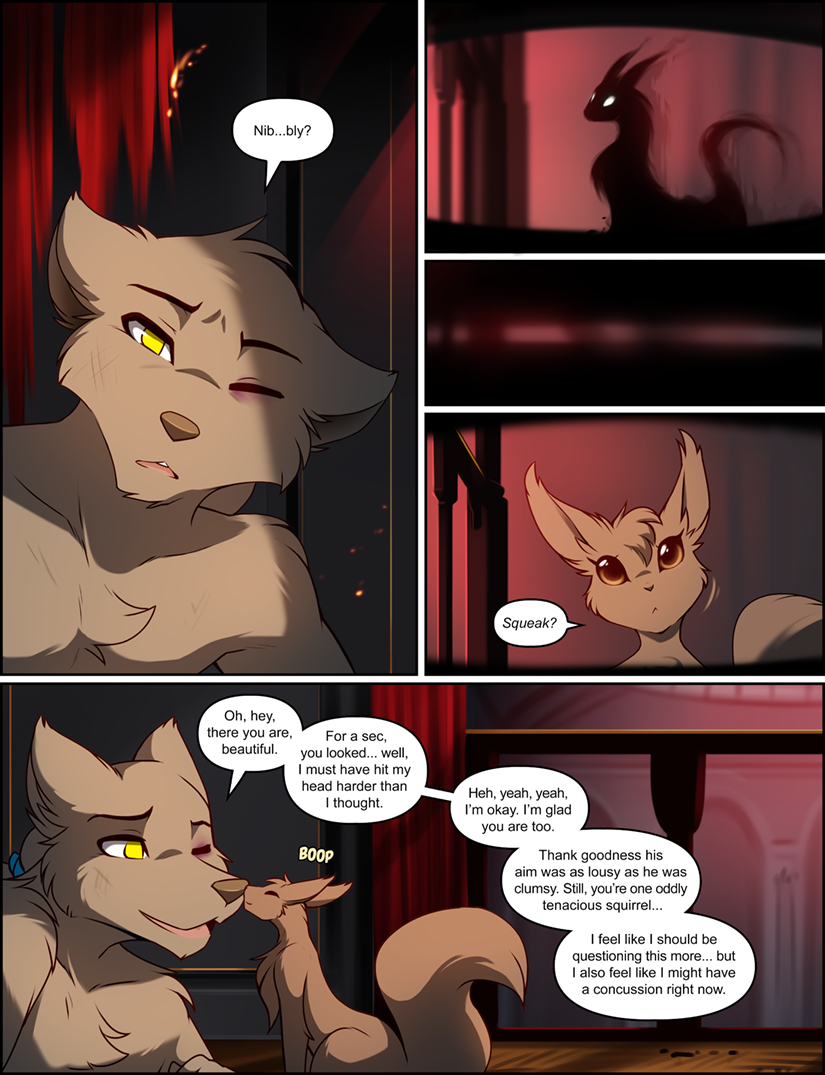 Nib...bly?
Squeak?
Oh, hey,
there you are,
beautiful.
For a sec,
you looked... well,
I must have hit my
head harder than
I thought.
BOOP
Heh, yeah, yeah,
I'm okay. I'm glad
you are too.
Thank goodness his
aim was as lousy as he was
clumsy. Still, you're one oddly
tenacious squirrel...
I feel like I should be
questioning this more... but
I also feel like I might have
a concussion right now.